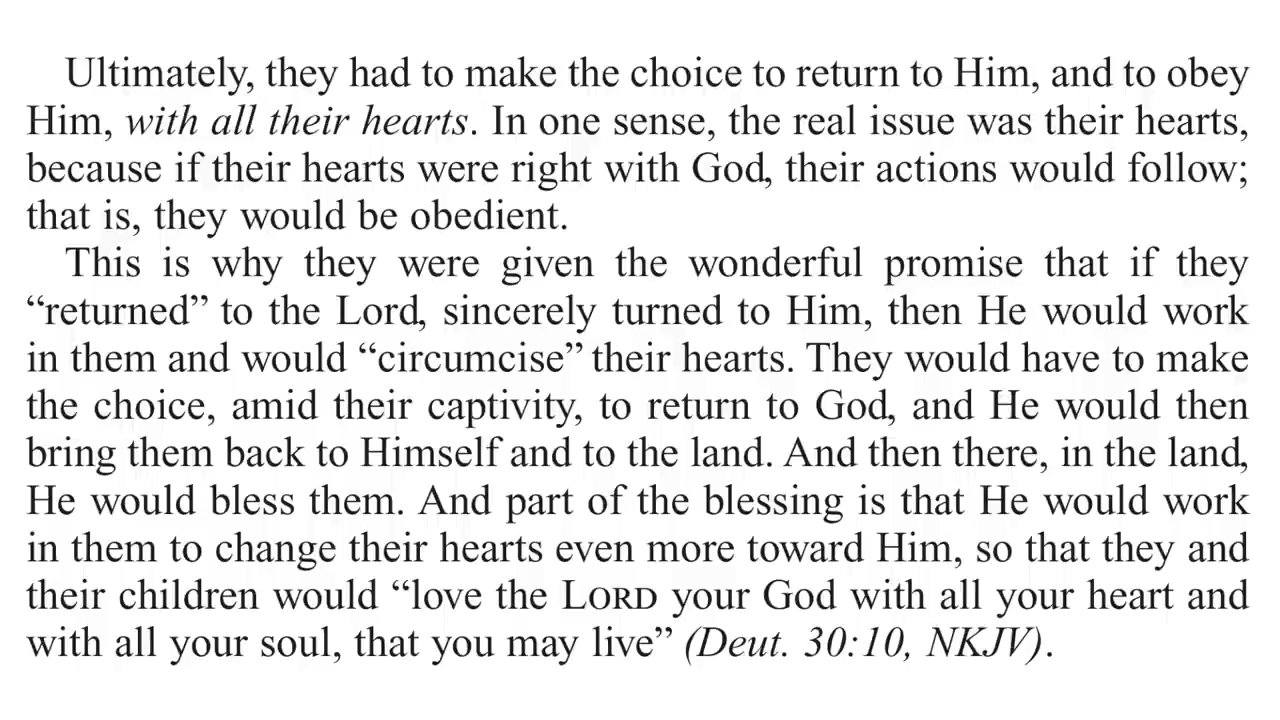 Ultimately, they had to make the choice to return to Him, and to obey
Him, with all their hearts. In one sense, the real issue was their hearts,
because if their hearts were right with God, their actions would follow;
that is, they would be obedient.
This is why they were given the wonderful promise that if they
“returned” to the Lord, sincerely turned to Him, then He would work
in them and would “circumcise” their hearts. They would have to make
the choice, amid their captivity, to return to God, and He would then
bring them back to Himself and to the land. And then there, in the land,
He would bless them. And part of the blessing is that He would work
in them to change their hearts even more toward Him, so that they and
their children would “love the LORD your God with all your heart and
with all your soul, that you may live” (Deut. 30:10, NKJV).